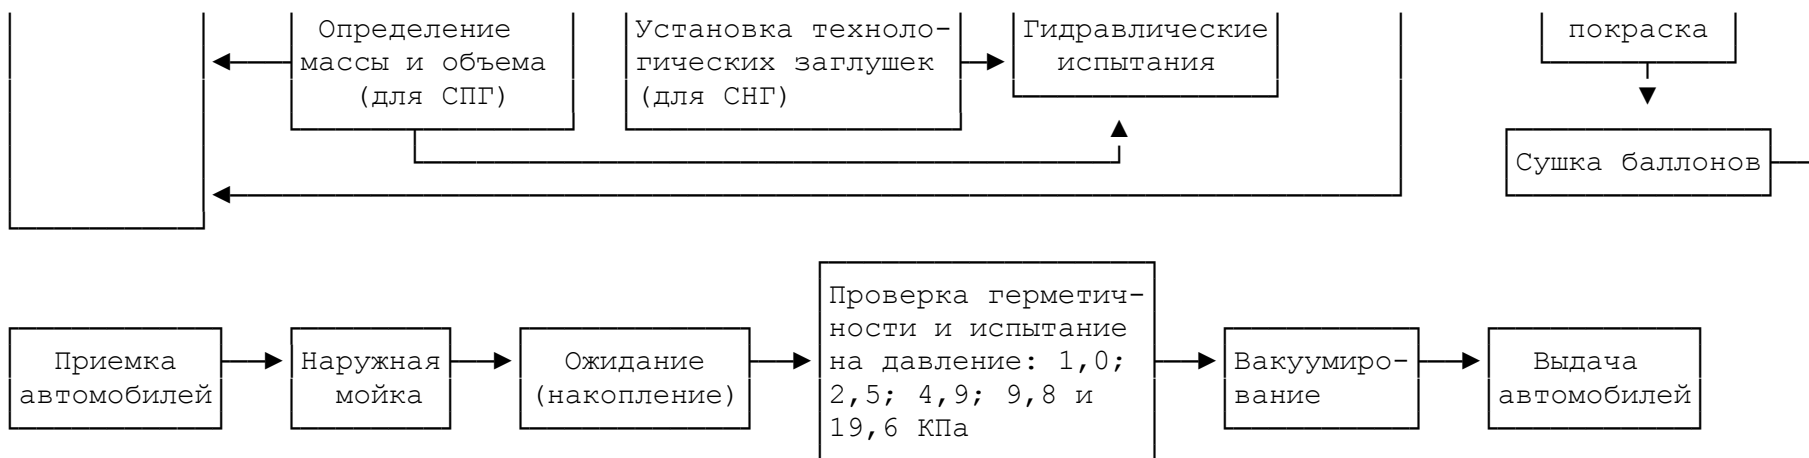 Определение
массы и объема
(для СПГ)
Установка техноло-
гических заглушек
(для СНГ)
Гидравлические
испытания
покраска
Сушка баллонов
Приемка
автомобилей
Наружная
мойка
Ожидание
(накопление)
Проверка герметич-
ности и испытание
на давление: 1,0;
2,5; 4,9; 9,8 и
19,6 КПа
Вакуумиро-
вание
Выдача
автомобилей